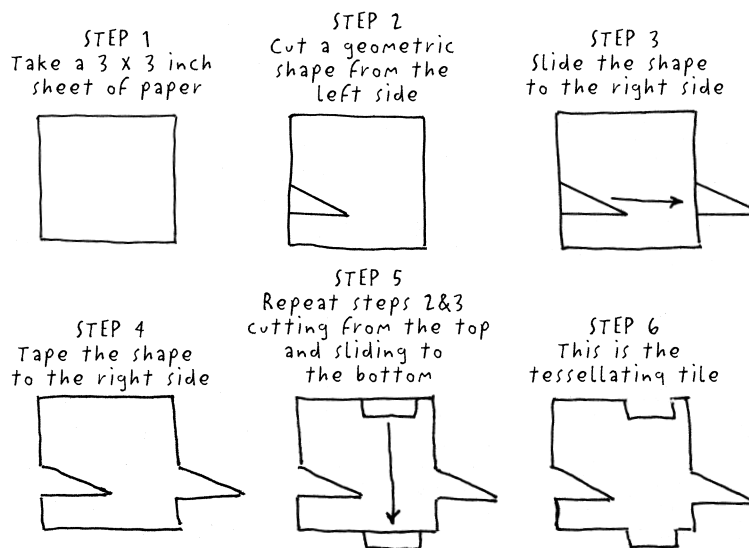 STEP 1
Take a 3 x 3 inch
sheet of paper
STEP 2
Cut a geometric
shape from the
left side
STEP 3
Slide the shape
to the right side
STEP 4
Tape the shape
to the right side
STEP 5
Repeat steps 2&3
cutting from the top
and sliding to
the bottom
STEP 6
This is the
tessellating tile